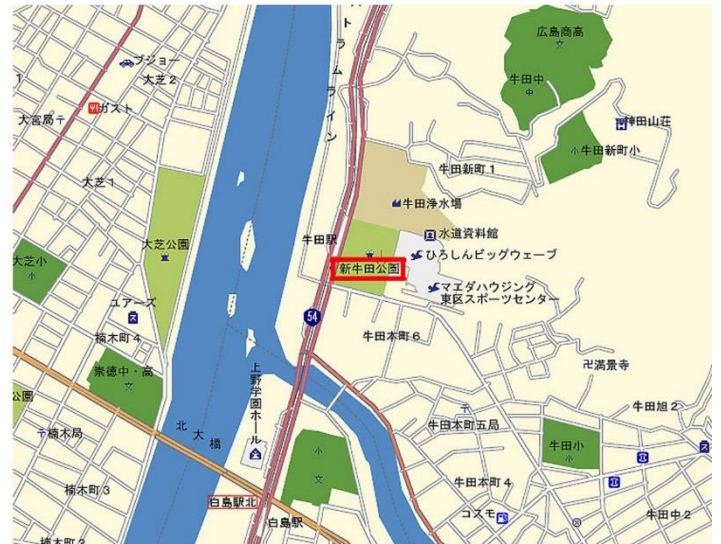 広島商高
牛田中
プジョー
大芝2
ガスト
大宮局
ストラムライン
神田山荘
牛田新町小
牛田新町1
大芝1
牛田浄水場
水道資料館
牛田駅
ひろしんビッグウェーブ
大芝公園
新牛田公園
大芝小
マエダハウジング
東区スポーツセンター
ユアーズ
54
楠木町4
牛田本町6
満景寺
崇徳中・高
上野学園ホール
公園
牛田旭2
北大橋
牛田本町五局
楠木局
牛田小
小
文
楠木町3
牛田本町4
白島駅北
コスモ
牛田中2
白島駅
楠木町2